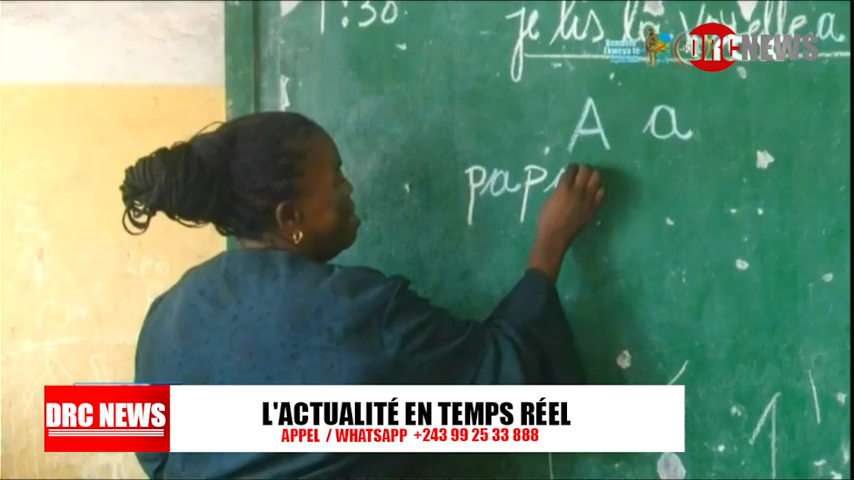 1:30
je lis la voyelle a
DRC NEWS
A a
papa
DRC NEWS
L'ACTUALITÉ EN TEMPS RÉEL
APPEL / WHATSAPP +243 99 25 33 888